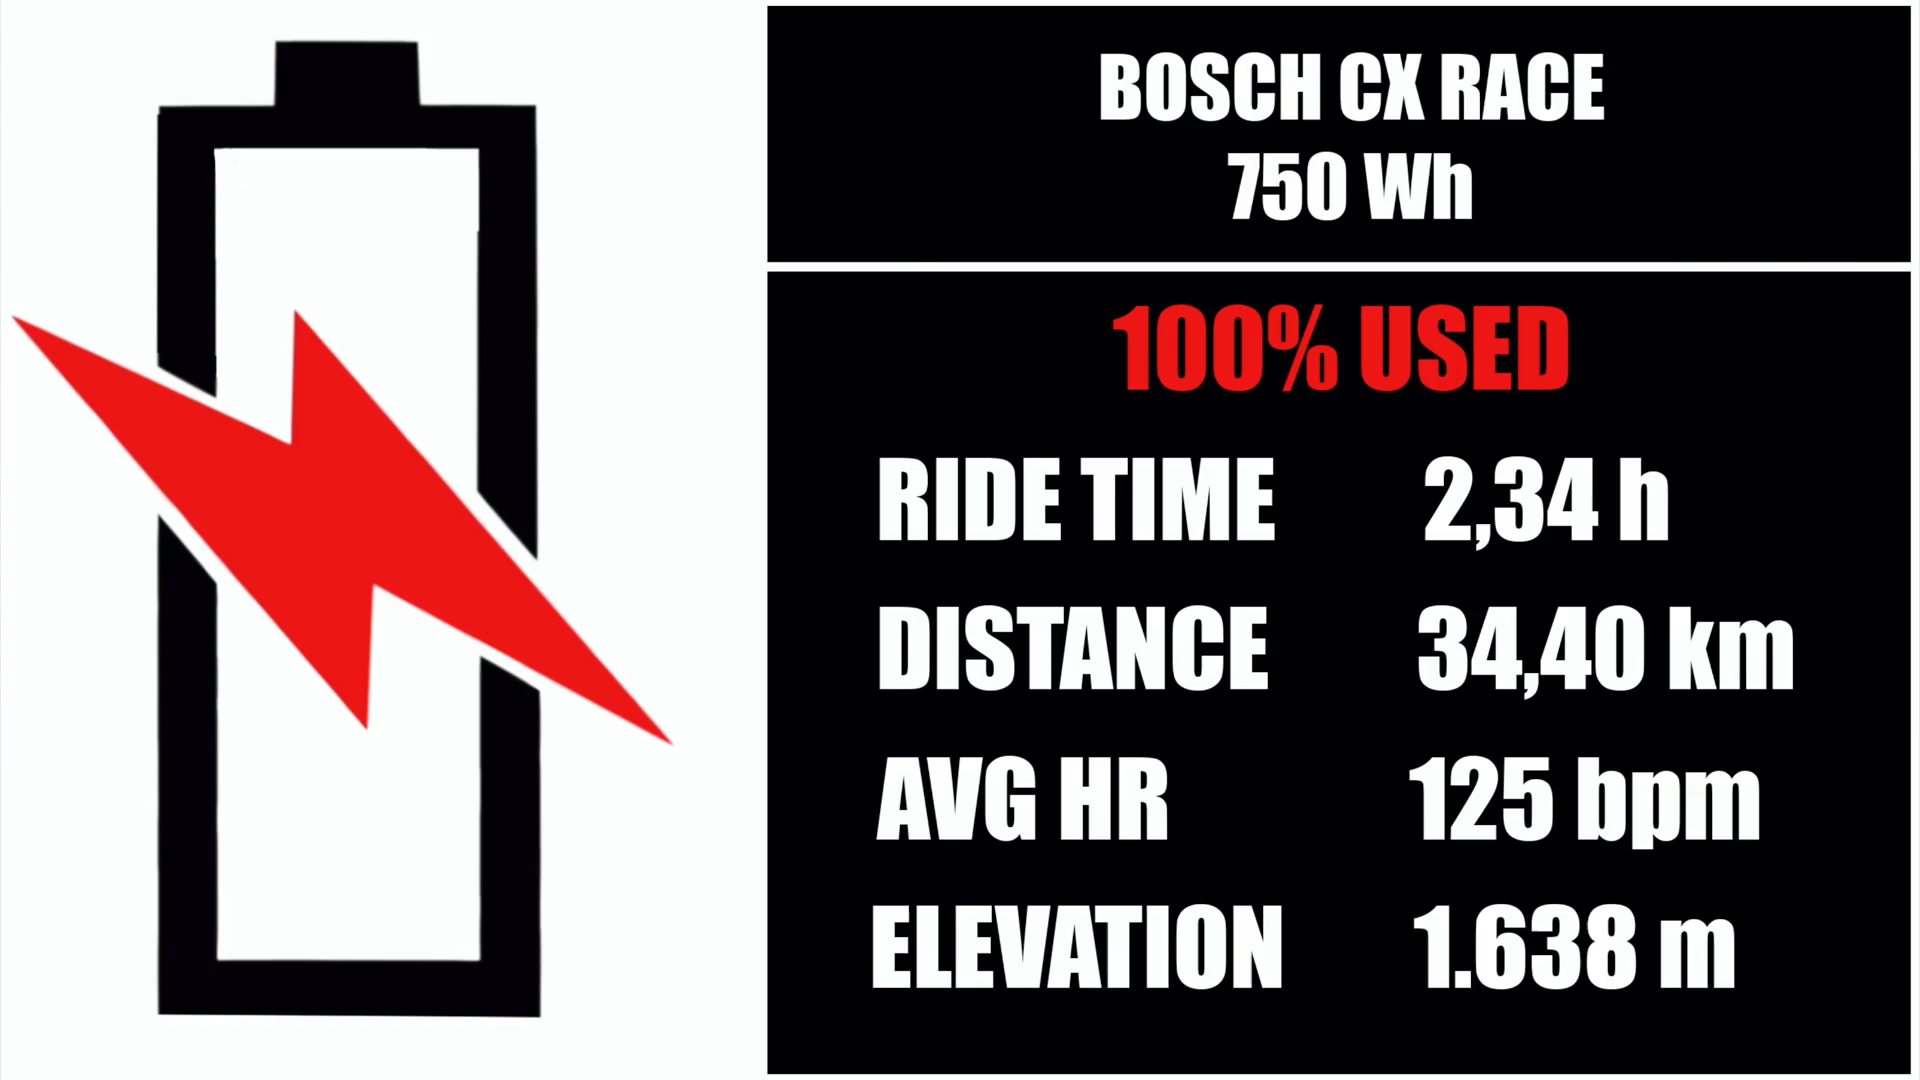 BOSCH CX RACE
750 Wh
100% USED
RIDE TIME 2,34 h
DISTANCE 34,40 km
AVG HR 125 bpm
ELEVATION 1.638 m